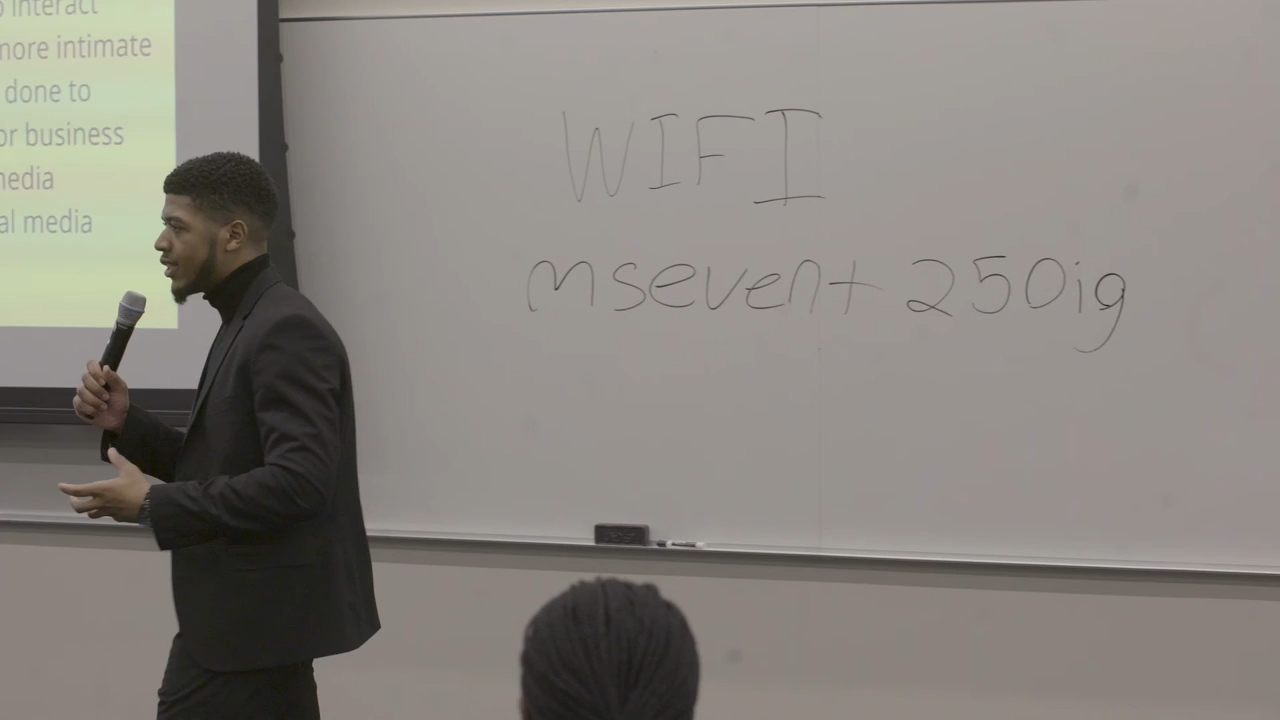 o interact
more intimate
done to
or business
media
al media
WIFI
msevent 250ig